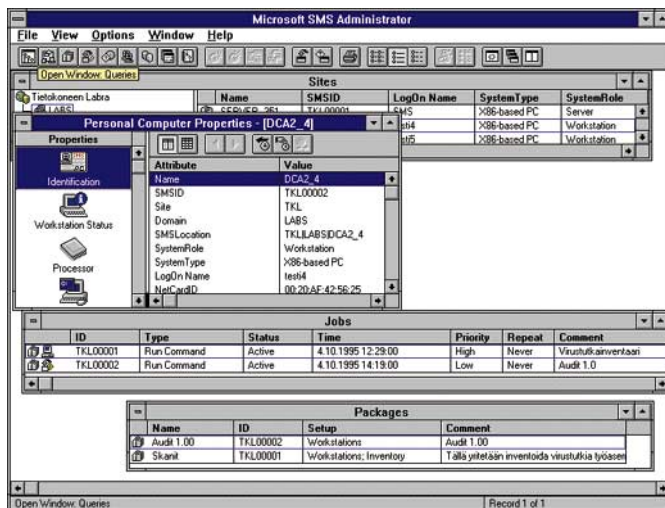 Microsoft SMS Administrator
File View Options Window Help
Open Window: Queries
Sites
Tietokoneen Labra
LABS
Name SMSID LogOn Name SystemType SystemRole
SERVER_251 TKL00001 SMS X86-based PC Server
X86-based PC Workstation
X86-based PC Workstation
Personal Computer Properties - [DCA2_4]
Properties
Identification
Workstation Status
Processor
Attribute Value
Name DCA2_4
SMSID TKL00002
Site TKL
Domain LABS
SMSLocation TKL|LABS|DCA2_4
SystemRole Workstation
SystemType X86-based PC
LogOn Name testi4
NetCardID 00:20:AF:42:56:25
Jobs
ID Type Status Time Priority Repeat Comment
TKL00001 Run Command Active 4.10.1995 12:29:00 High Never Virustutkainventaari
TKL00002 Run Command Active 4.10.1995 14:19:00 Low Never Audit 1.0
Packages
Name ID Setup Comment
Audit 1.00 TKL00002 Workstations Audit 1.00
Skanit TKL00001 Workstations; Inventory Tällä yritetään inventoida virustutkia työasem
Open Window: Queries Record 1 of 1